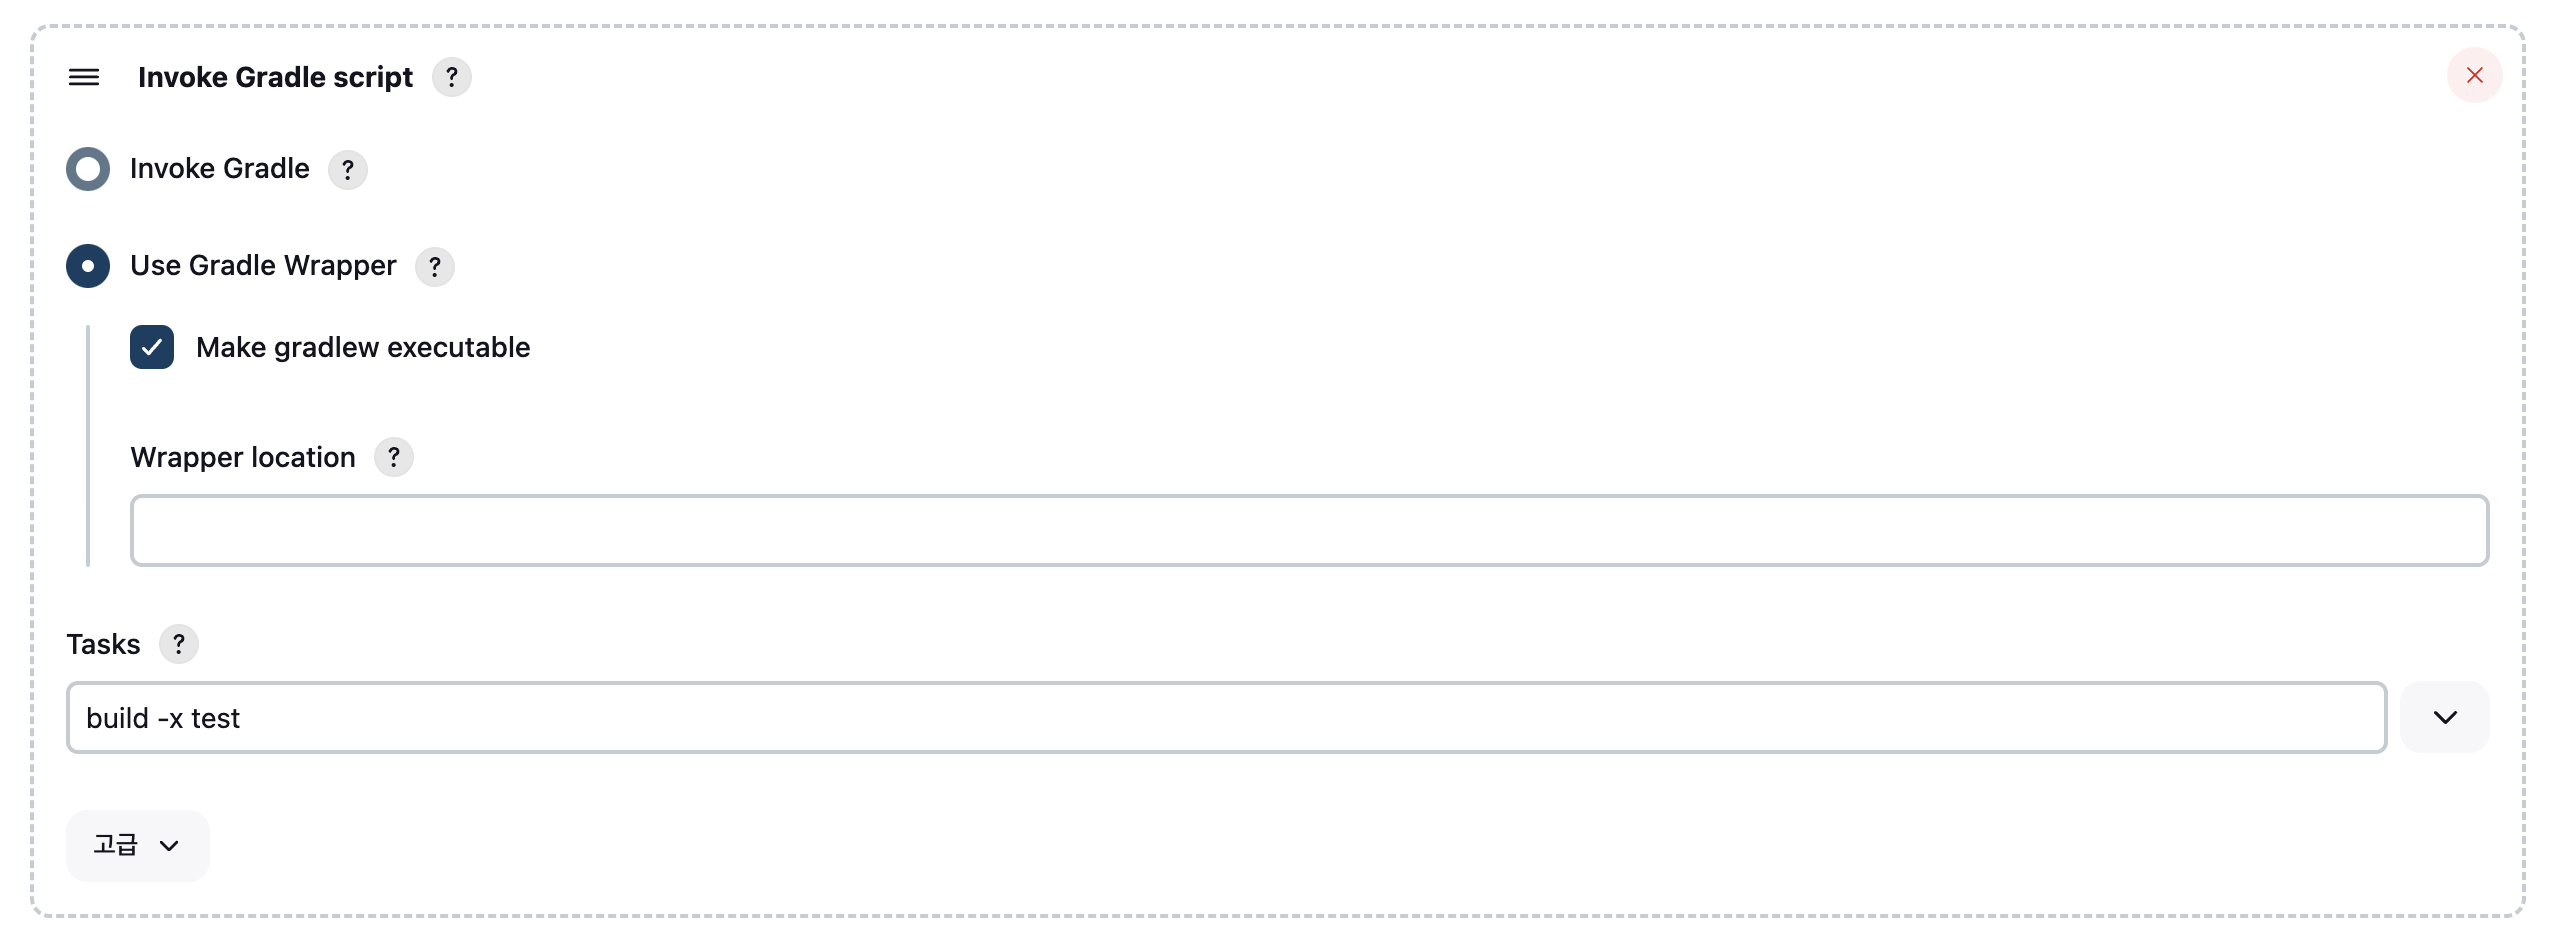 Invoke Gradle script ?
Invoke Gradle ?
Use Gradle Wrapper ?
Make gradlew executable
Wrapper location ?
Tasks ?
build -x test
고급